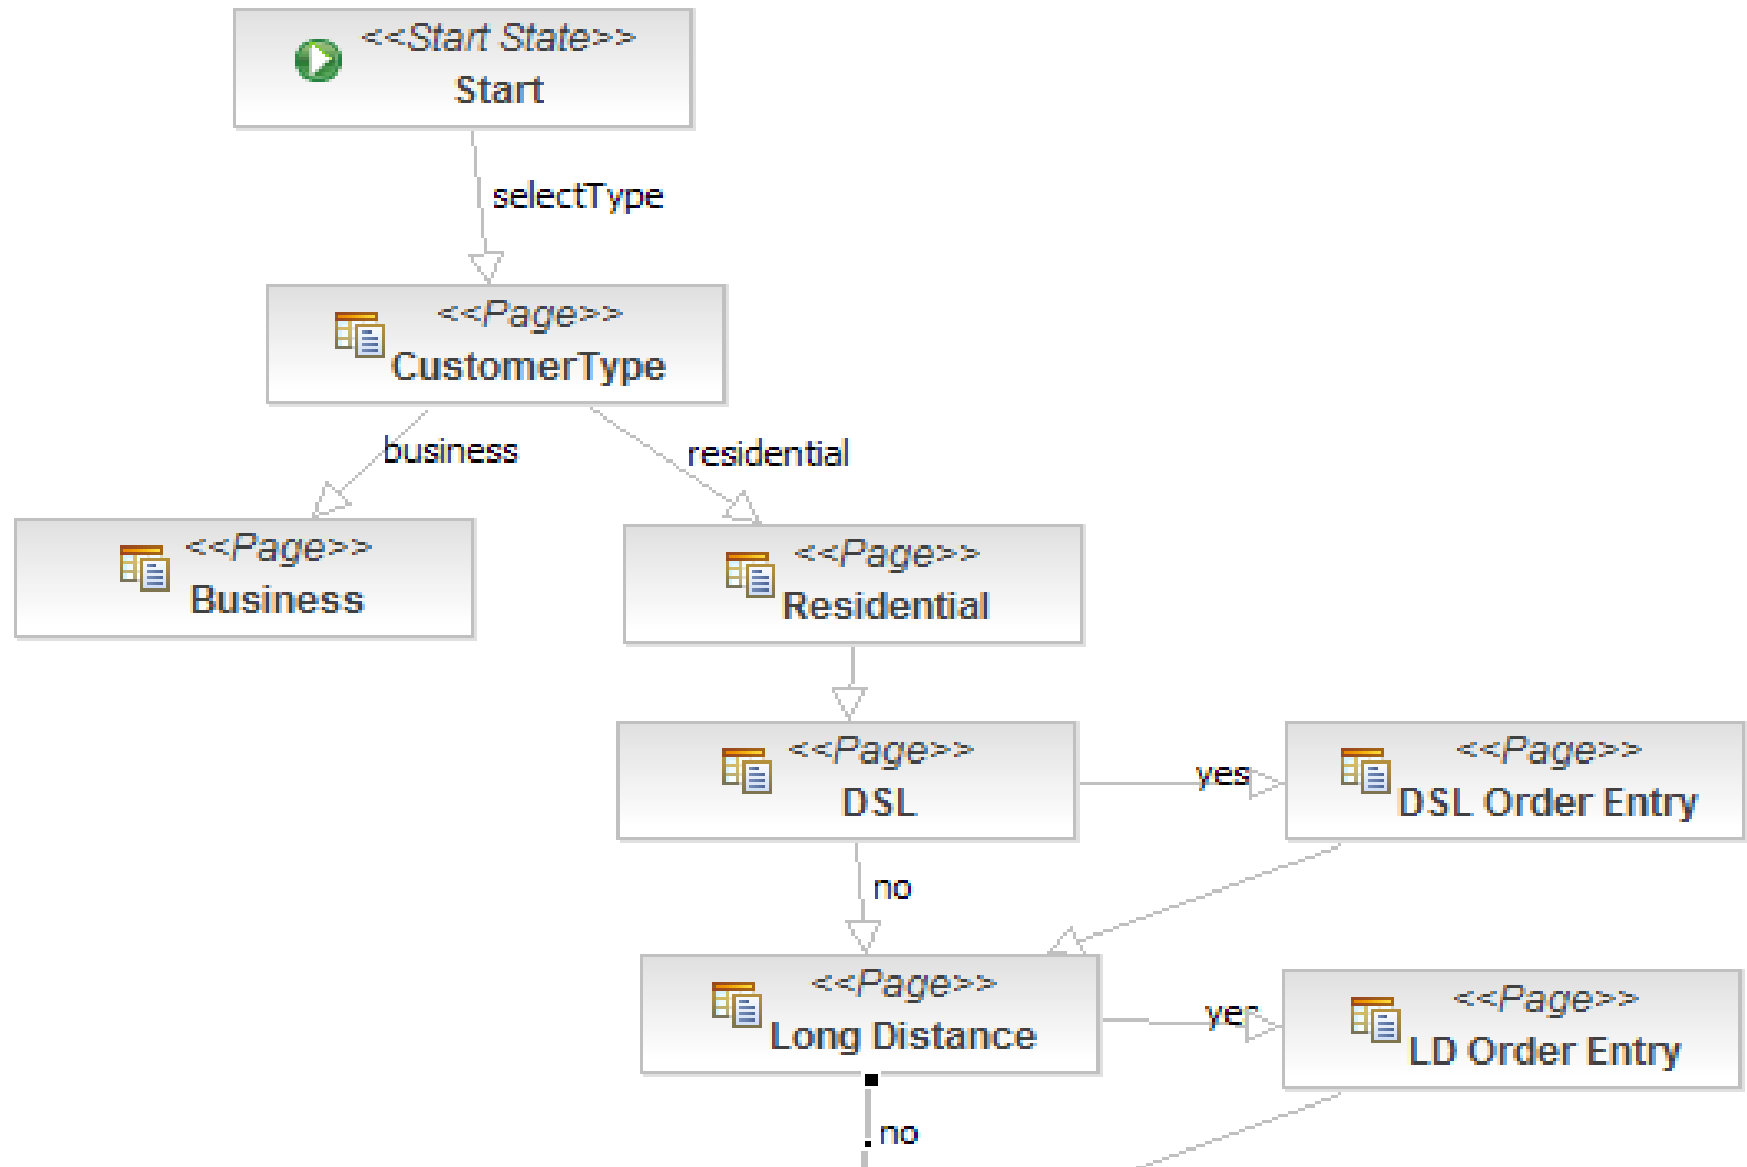 <<Start State>>
Start
selectType
<<Page>>
CustomerType
business
residential
<<Page>>
Business
<<Page>>
Residential
<<Page>>
DSL
yes
<<Page>>
DSL Order Entry
no
<<Page>>
Long Distance
yes
<<Page>>
LD Order Entry
no